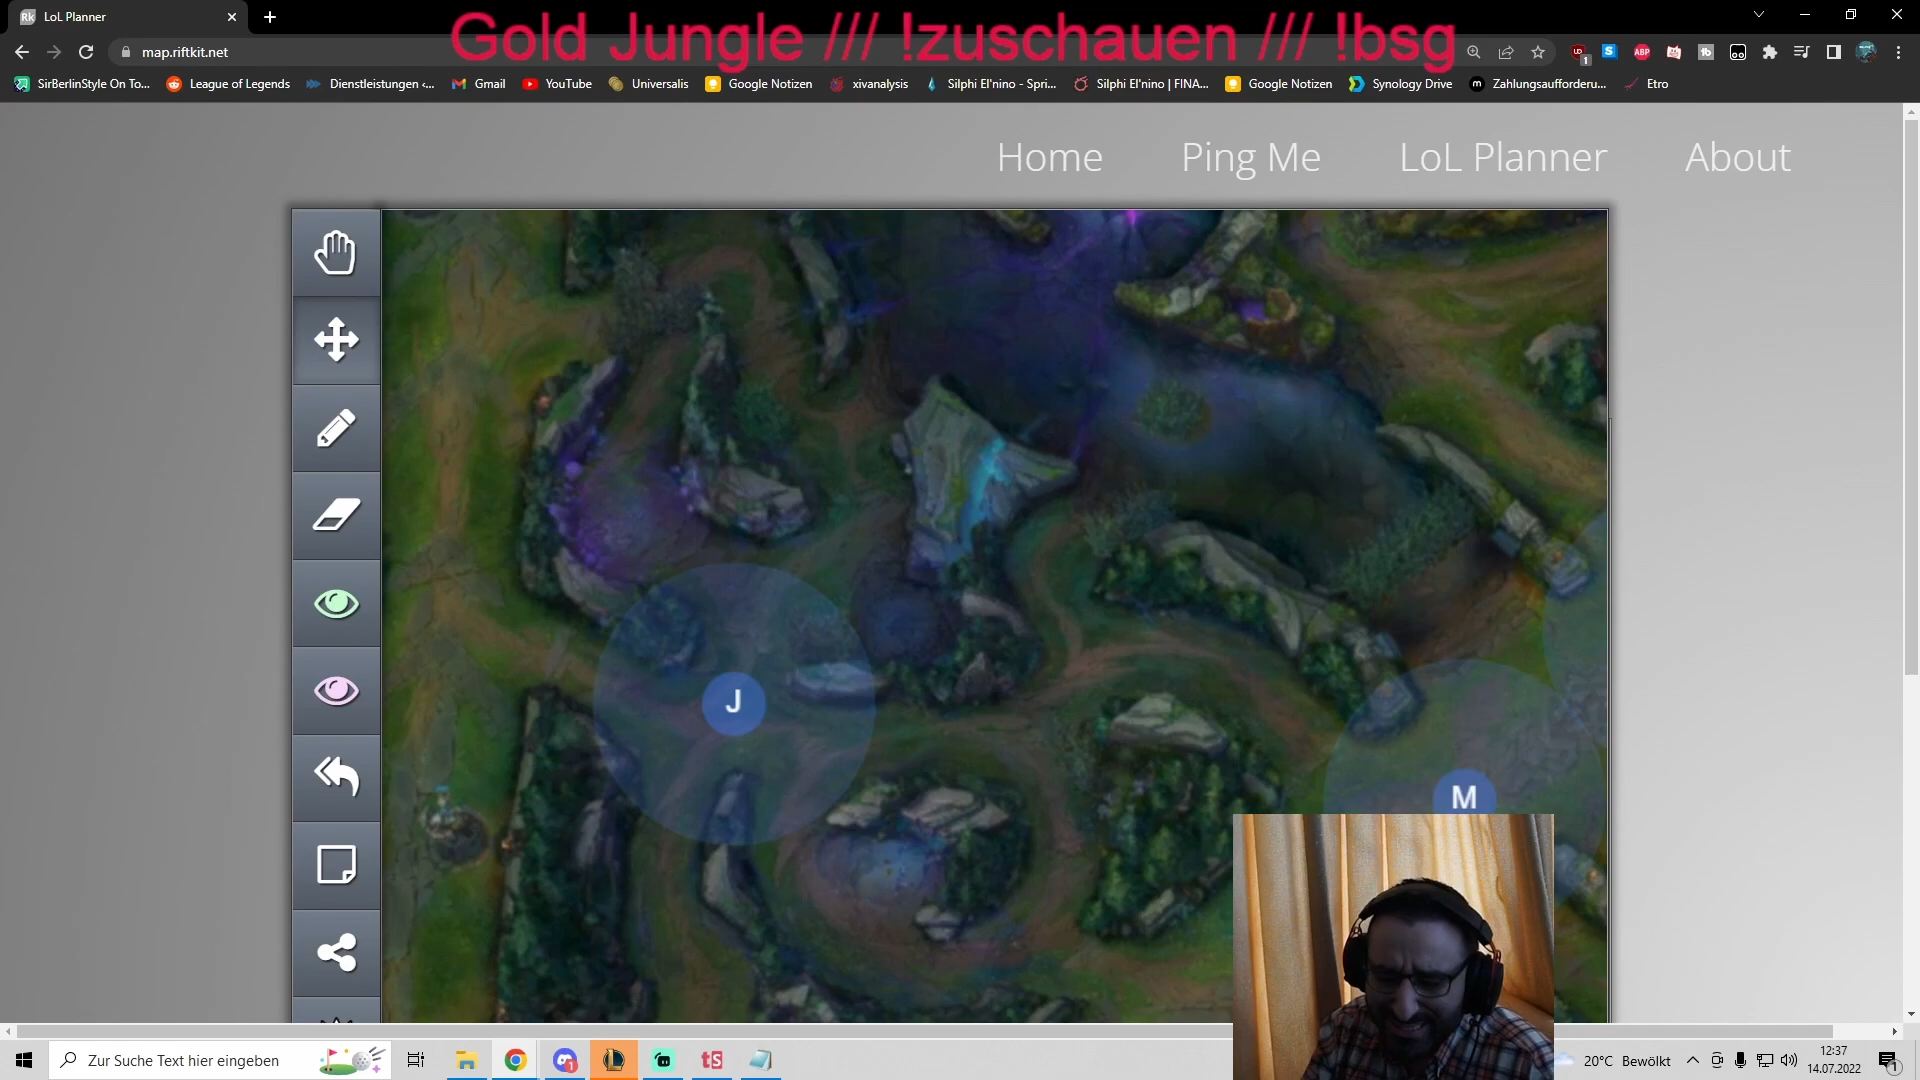 LoL Planner
Gold Jungle /// !zuschauen /// !bsg
map.riftkit.net
SirBerlinStyle On To...
League of Legends
Dienstleistungen ‹...
Gmail
YouTube
Universalis
Google Notizen
xivanalysis
Silphi El'nino - Spri...
Silphi El'nino | FINA...
Google Notizen
Synology Drive
Zahlungsaufforderu...
Etro
Home
Ping Me
LoL Planner
About
J
M
Zur Suche Text hier eingeben
20°C Bewölkt
12:37
14.07.2022